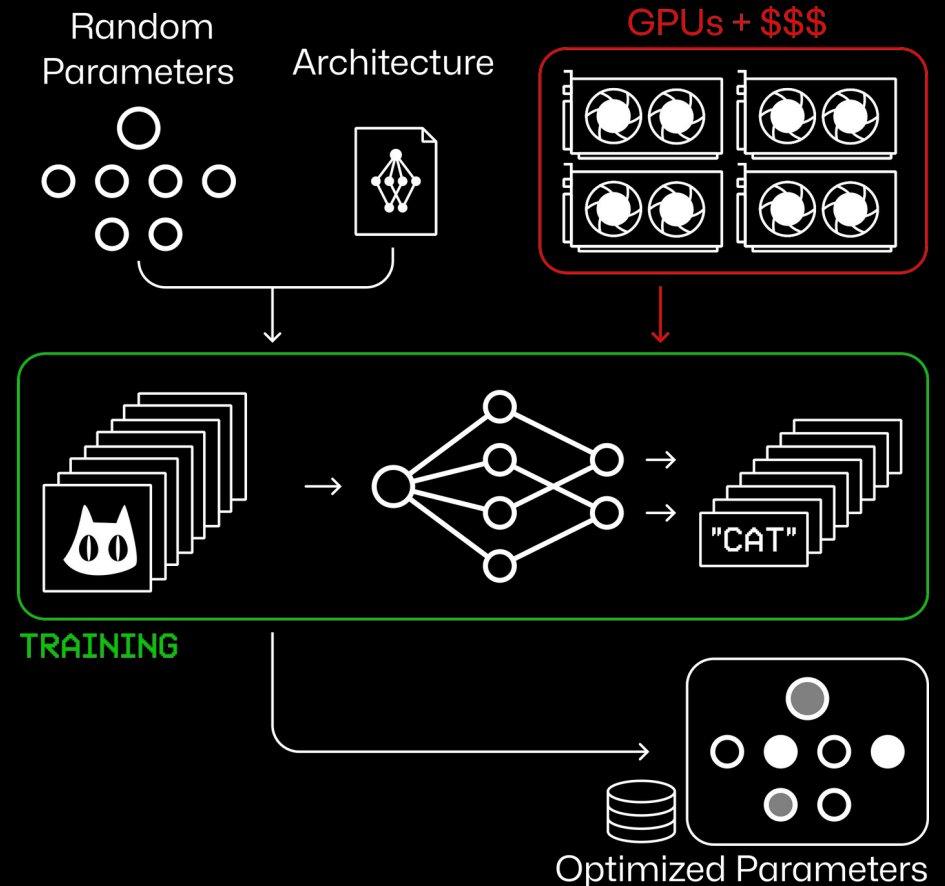 Random
Parameters
Architecture
GPUs + $$$
"CAT"
TRAINING
Optimized Parameters